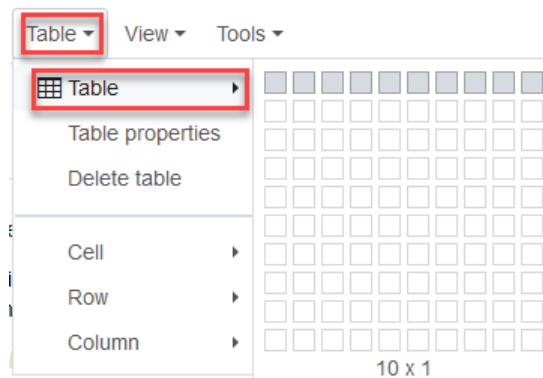 Table View Tools
Table
Table properties
Delete table
Cell
Row
Column
10 x 1